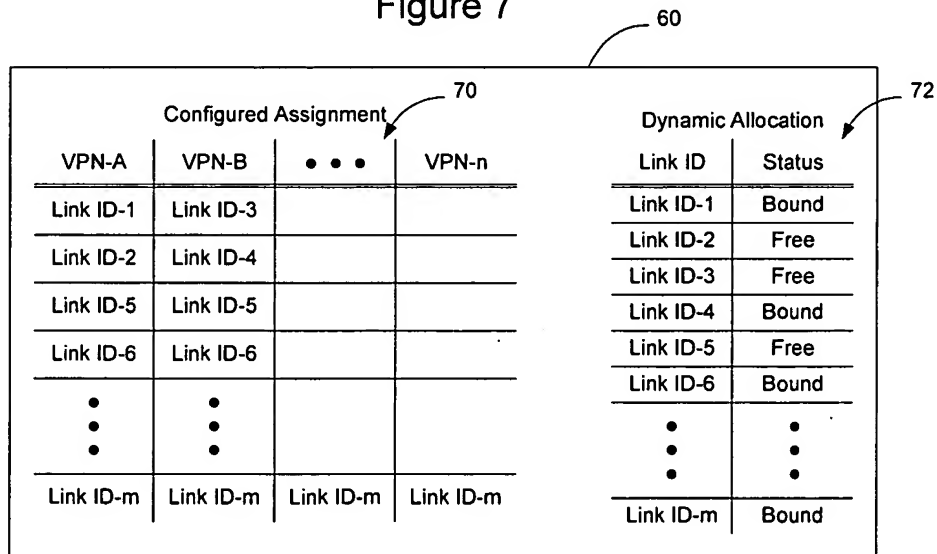 Figure 7
60
Configured Assignment
70
VPN-A VPN-B • • • VPN-n
Link ID-1 Link ID-3
Link ID-2 Link ID-4
Link ID-5 Link ID-5
Link ID-6 Link ID-6
Link ID-m Link ID-m Link ID-m Link ID-m
72
Dynamic Allocation
Link ID Status
Link ID-1 Bound
Link ID-2 Free
Link ID-3 Free
Link ID-4 Bound
Link ID-5 Free
Link ID-6 Bound
Link ID-m Bound